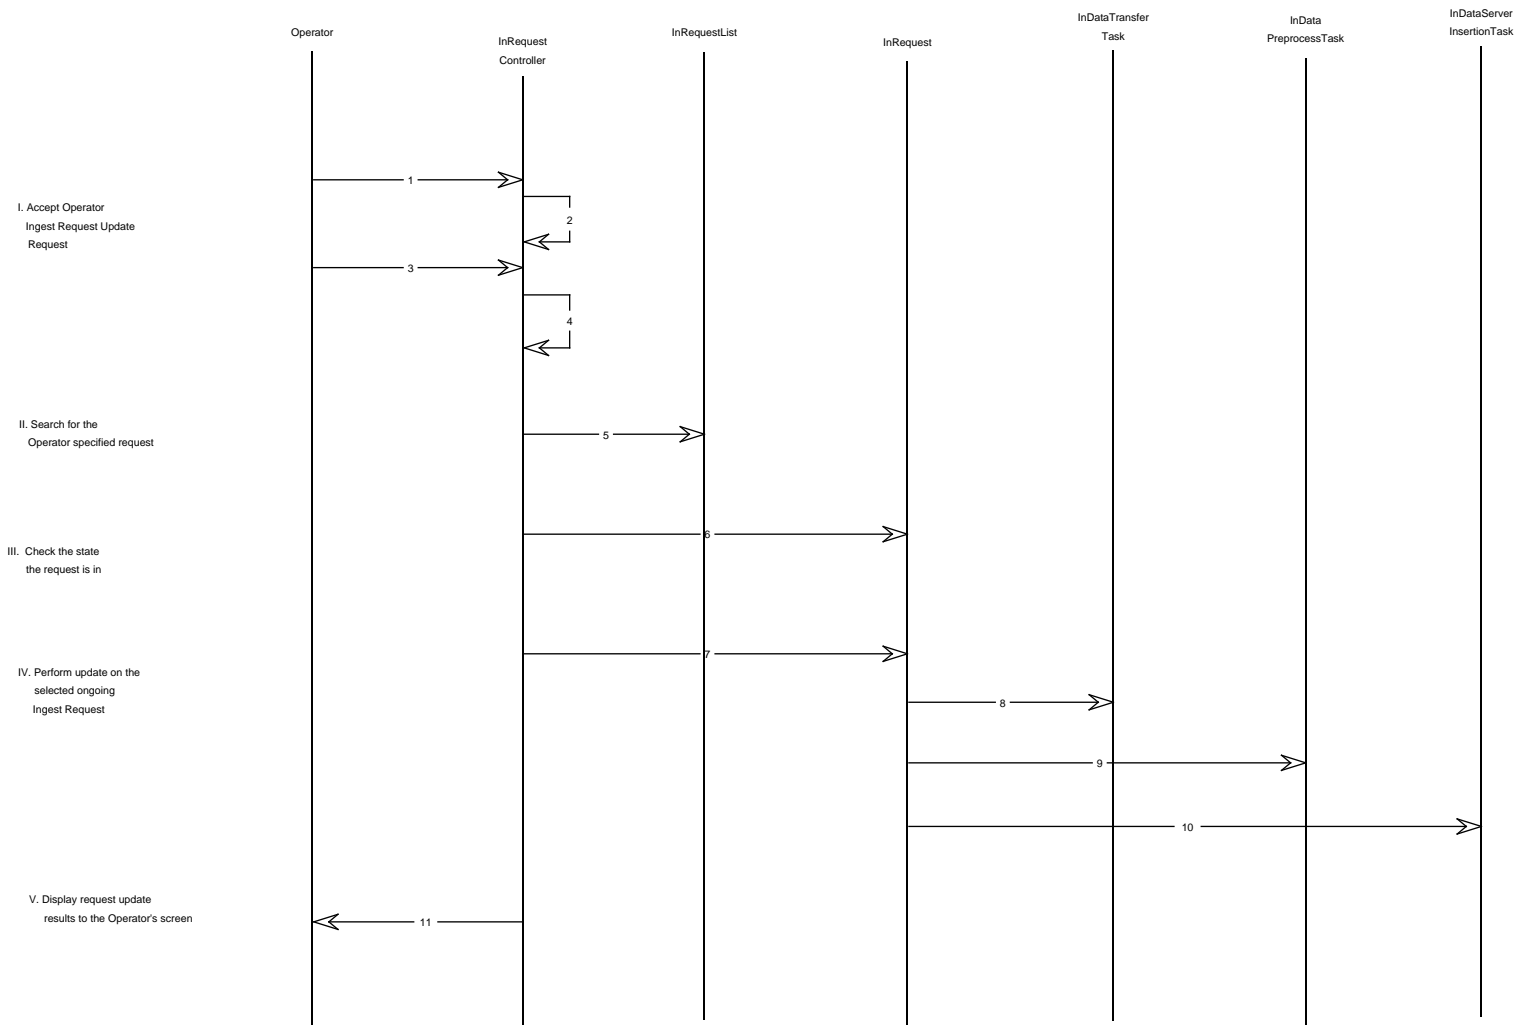 Operator
InRequest
Controller
InRequestList
InRequest
InDataTransfer
Task
InData
PreprocessTask
InDataServer
InsertionTask
1
I. Accept Operator
Ingest Request Update
Request
2
3
4
II. Search for the
Operator specified request
5
6
III. Check the state
the request is in
7
IV. Perform update on the
selected ongoing
Ingest Request
8
9
10
V. Display request update
results to the Operator's screen
11